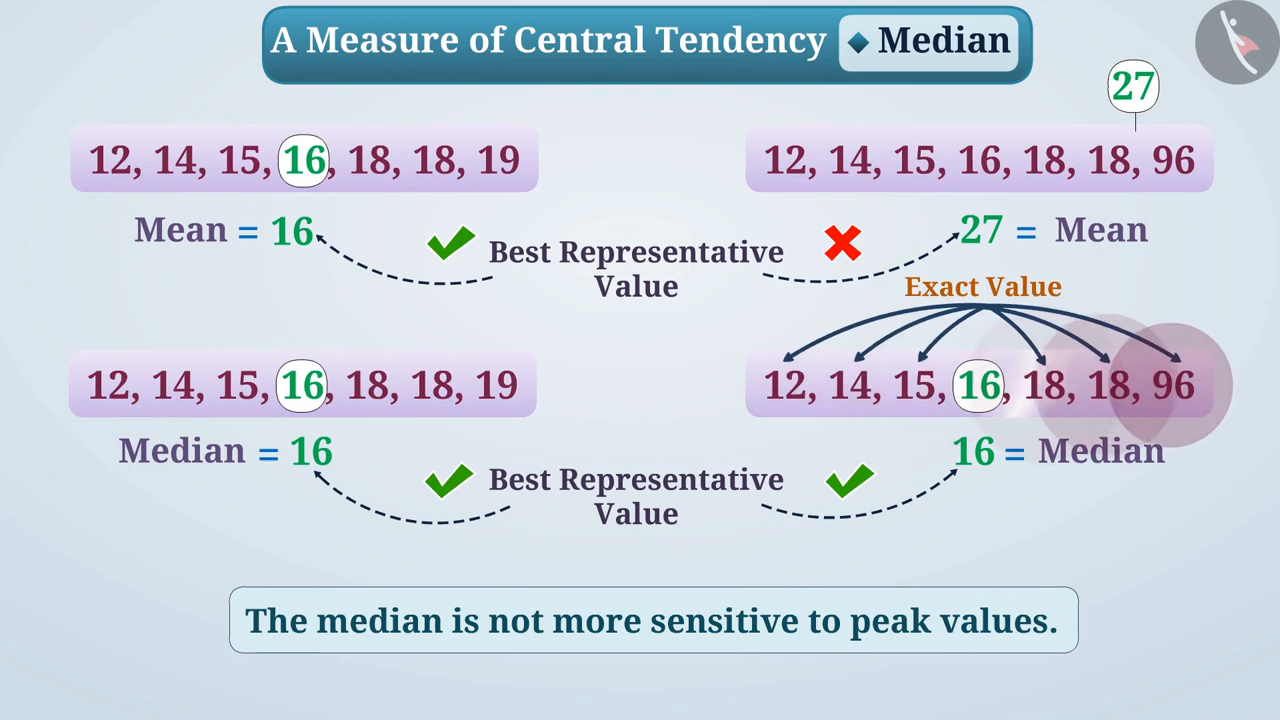 A Measure of Central Tendency ◆ Median
27
12, 14, 15, 16, 18, 18, 19
12, 14, 15, 16, 18, 18, 96
Mean = 16
27 = Mean
Best Representative
Value
Exact Value
12, 14, 15, 16, 18, 18, 19
12, 14, 15, 16, 18, 18, 96
Median = 16
16 = Median
Best Representative
Value
The median is not more sensitive to peak values.